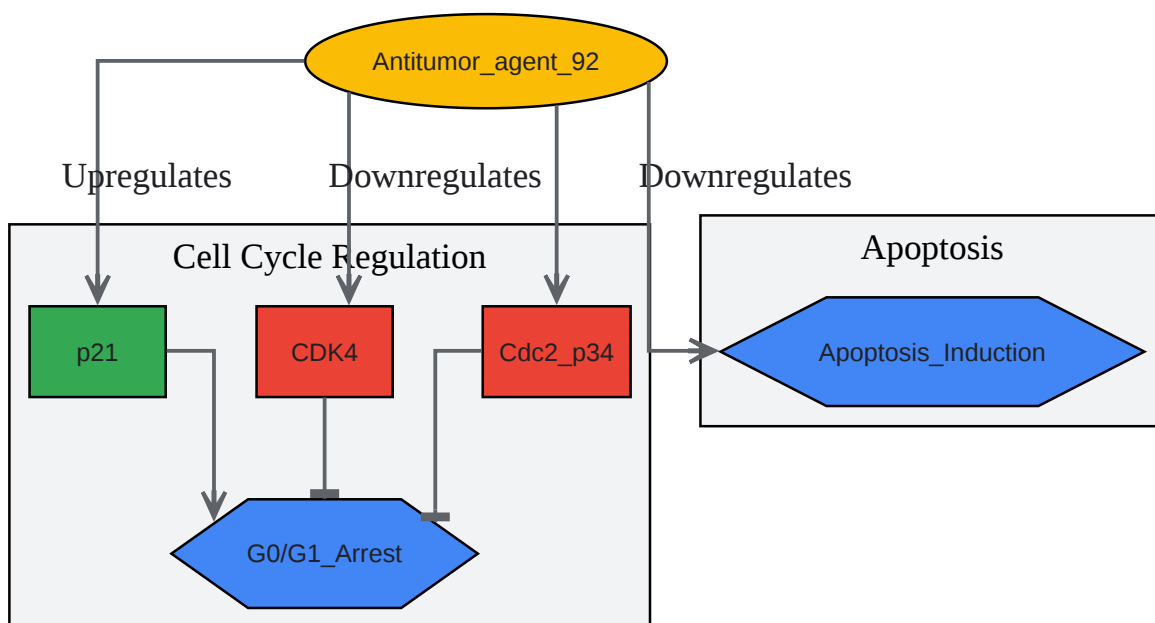 Antitumor_agent_92
Upregulates
Downregulates
Downregulates
Cell Cycle Regulation
Apoptosis
p21
CDK4
Cdc2_p34
Apoptosis_Induction
G0/G1_Arrest